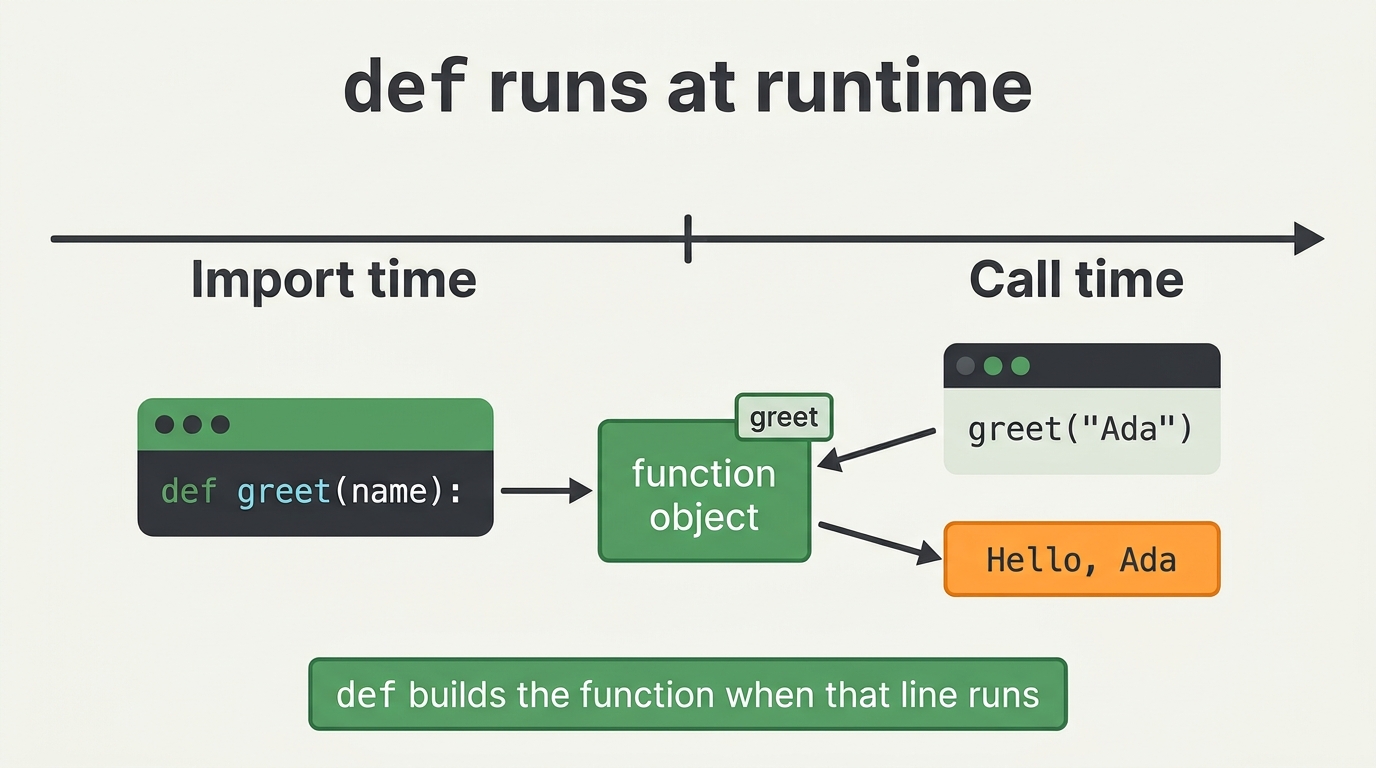 def runs at runtime
Import time
Call time
def greet(name):
greet
function
object
greet("Ada")
Hello, Ada
def builds the function when that line runs